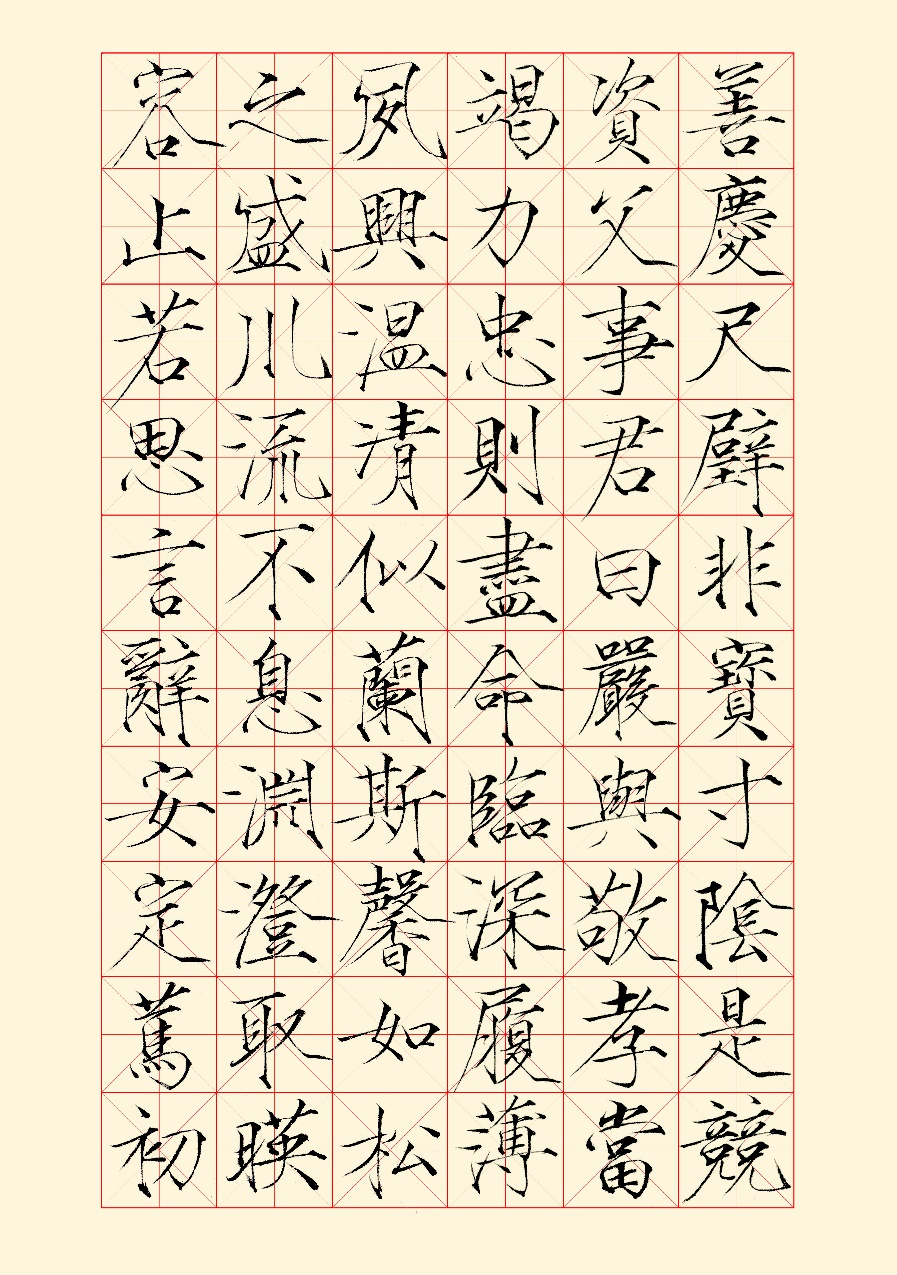 善慶尺璧非寶寸陰是競
資父事君曰嚴與敬孝當
竭力忠則盡命臨深履薄
夙興温清似蘭斯馨如松
之盛川流不息淵澄取暎
容止若思言辭安定篤初